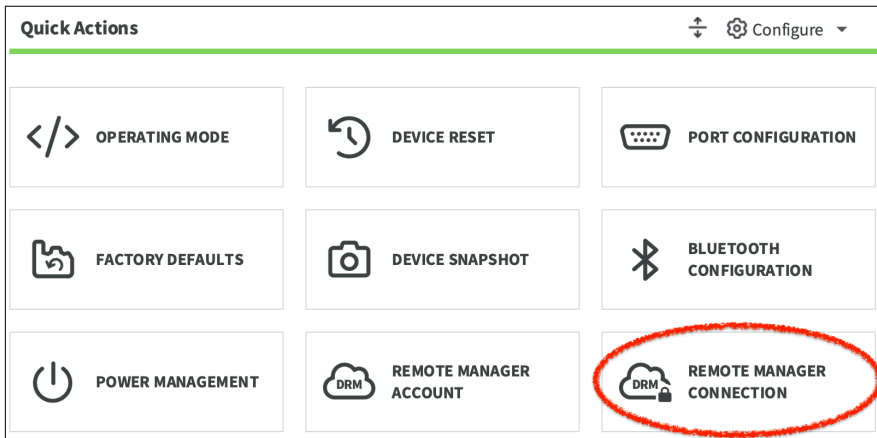 Quick Actions
Configure
</> OPERATING MODE
DEVICE RESET
PORT CONFIGURATION
FACTORY DEFAULTS
DEVICE SNAPSHOT
BLUETOOTH
CONFIGURATION
POWER MANAGEMENT
DRM
REMOTE MANAGER
ACCOUNT
DRM
REMOTE MANAGER
CONNECTION